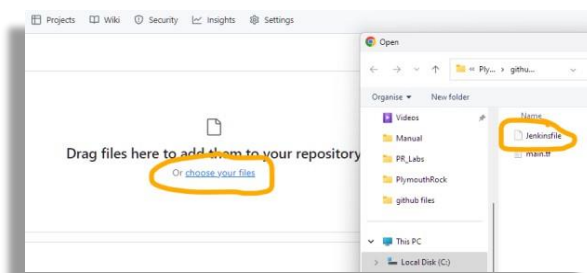 Projects Wiki Security Insights Settings
Drag files here to add them to your repository
Or choose your files
Open
« Ply... › githu...
Organise New folder
Name
Videos
Manual
PR_Labs
PlymouthRock
github files
This PC
Local Disk (C:)
Jenkinsfile
main.tf